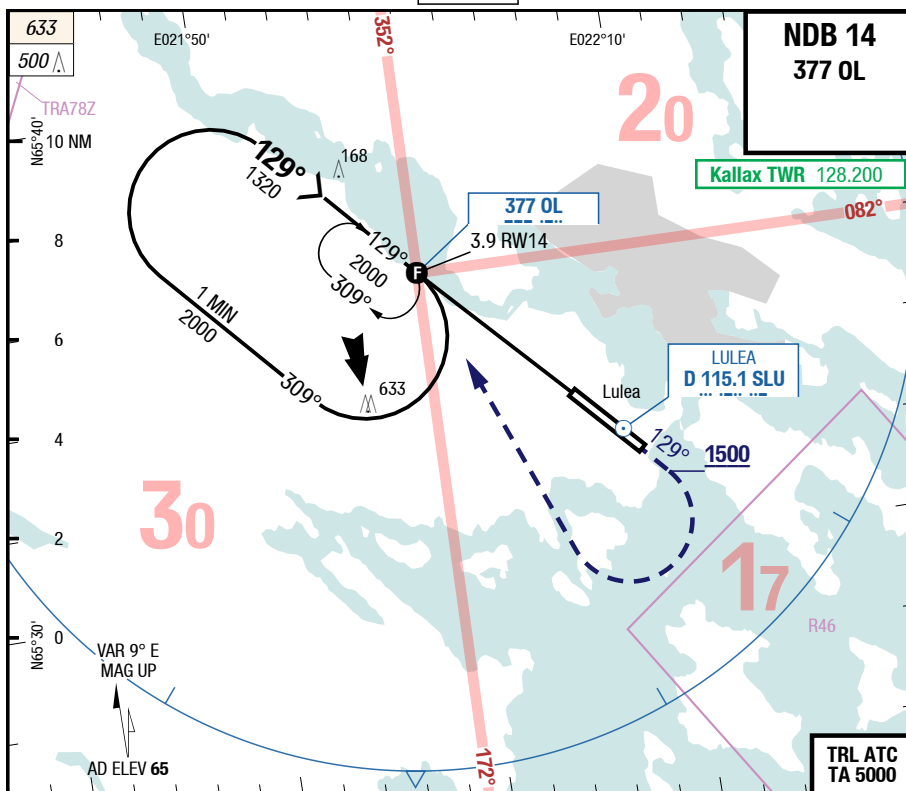 633
500
E021°50'
352°
E022°10'
NDB 14
377 OL
TRA78Z
20
N65°40'
10 NM
129°
1320
168
Kallax TWR 128.200
377 OL
082°
8
129°
3.9 RW14
F
2000
309°
1 MIN
2000
6
LULEA
D 115.1 SLU
309°
633
Lulea
4
129°
1500
30
2
17
R46
N65°30'
0
VAR 9° E
MAG UP
172°
AD ELEV 65
TRL ATC
TA 5000